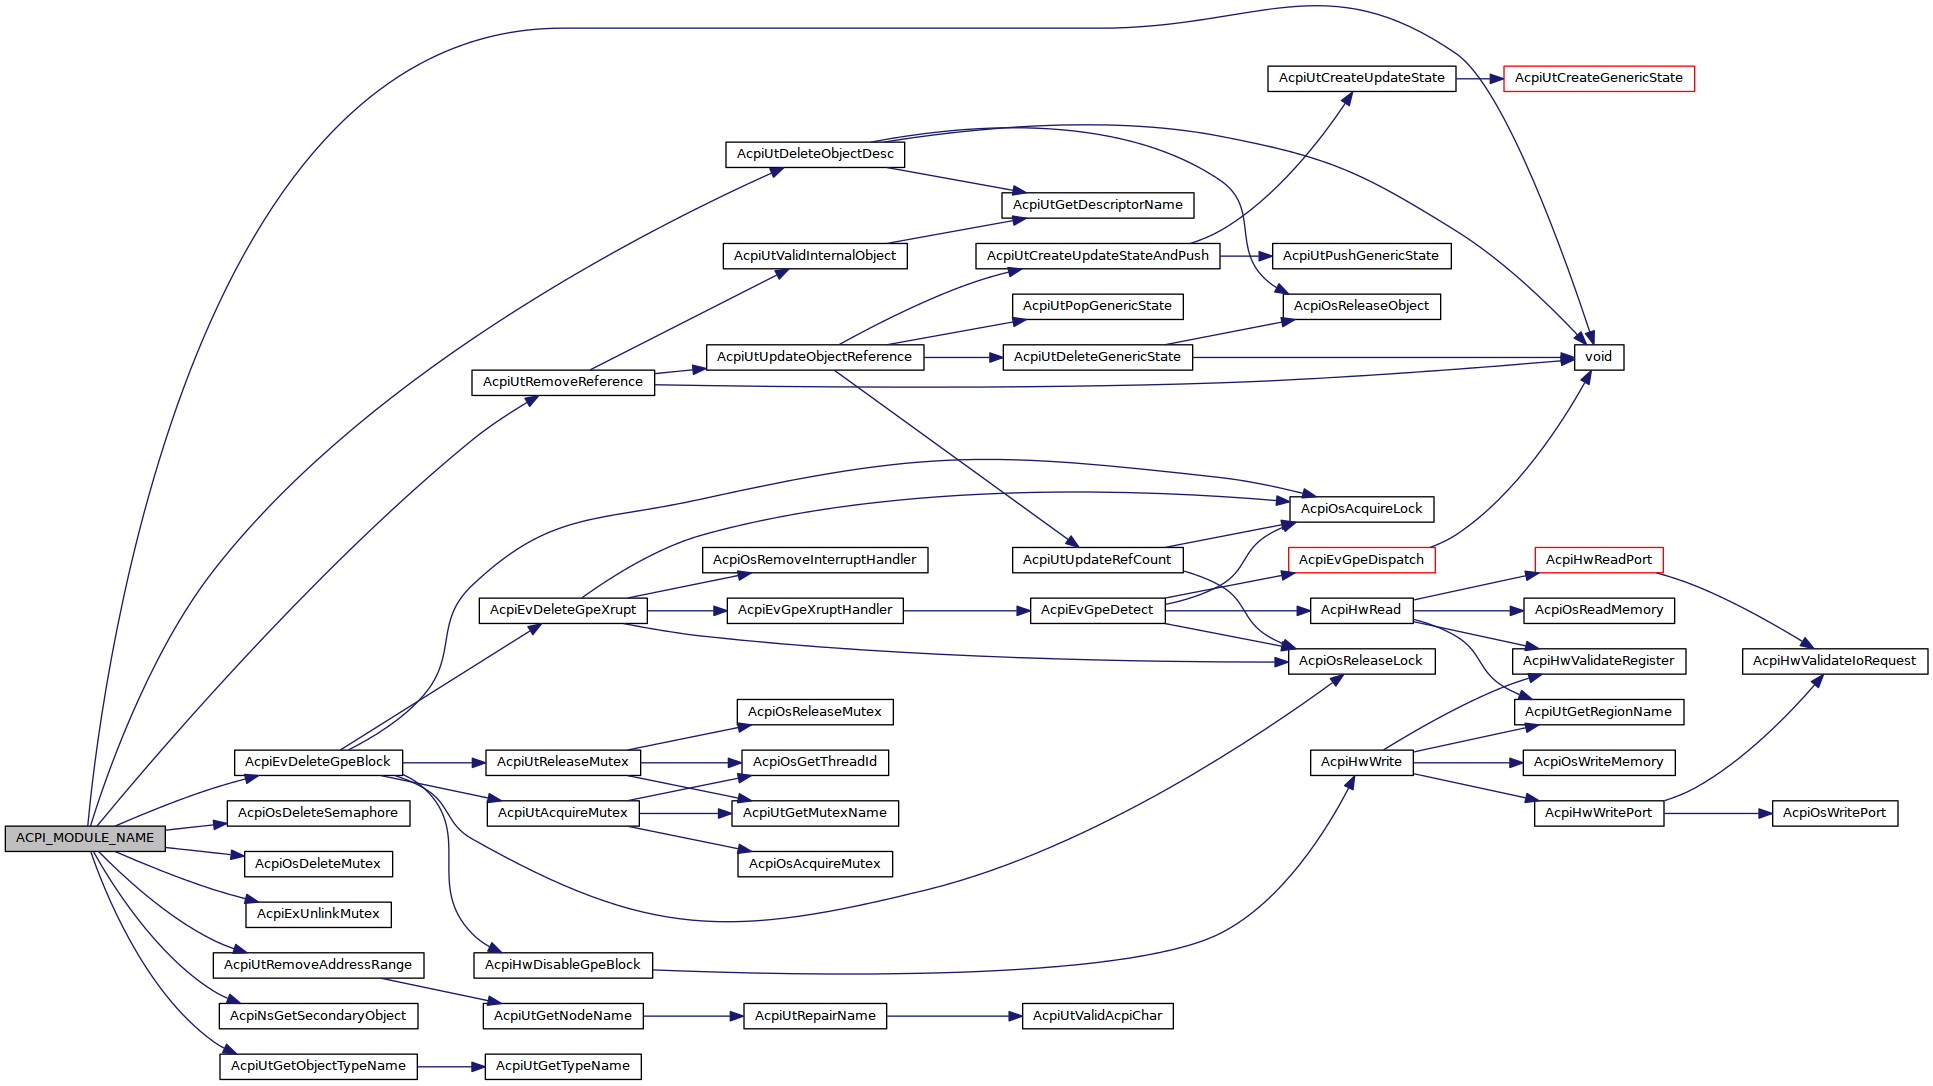 AcpiUtCreateUpdateState
AcpiUtCreateGenericState
AcpiUtDeleteObjectDesc
AcpiUtGetDescriptorName
AcpiUtValidInternalObject
AcpiUtCreateUpdateStateAndPush
AcpiUtPushGenericState
AcpiUtPopGenericState
AcpiOsReleaseObject
AcpiUtUpdateObjectReference
AcpiUtDeleteGenericState
void
AcpiUtRemoveReference
AcpiOsAcquireLock
AcpiOsRemoveInterruptHandler
AcpiUtUpdateRefCount
AcpiEvGpeDispatch
AcpiHwReadPort
AcpiEvDeleteGpeXrupt
AcpiEvGpeXruptHandler
AcpiEvGpeDetect
AcpiHwRead
AcpiOsReadMemory
AcpiOsReleaseLock
AcpiHwValidateRegister
AcpiHwValidateIoRequest
AcpiOsReleaseMutex
AcpiUtGetRegionName
AcpiEvDeleteGpeBlock
AcpiUtReleaseMutex
AcpiOsGetThreadId
AcpiHwWrite
AcpiOsWriteMemory
AcpiOsDeleteSemaphore
AcpiUtAcquireMutex
AcpiUtGetMutexName
AcpiHwWritePort
AcpiOsWritePort
ACPI_MODULE_NAME
AcpiOsDeleteMutex
AcpiOsAcquireMutex
AcpiExUnlinkMutex
AcpiUtRemoveAddressRange
AcpiHwDisableGpeBlock
AcpiNsGetSecondaryObject
AcpiUtGetNodeName
AcpiUtRepairName
AcpiUtValidAcpiChar
AcpiUtGetObjectTypeName
AcpiUtGetTypeName